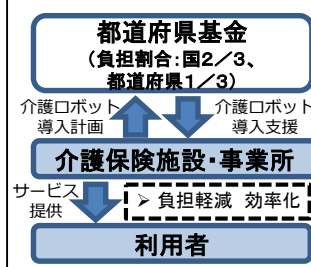 都道府県基金
(負担割合:国2/3、
都道府県1/3)
介護ロボット
導入計画
介護ロボット
導入支援
介護保険施設・事業所
サービス
提供
➢ 負担軽減 効率化
利用者